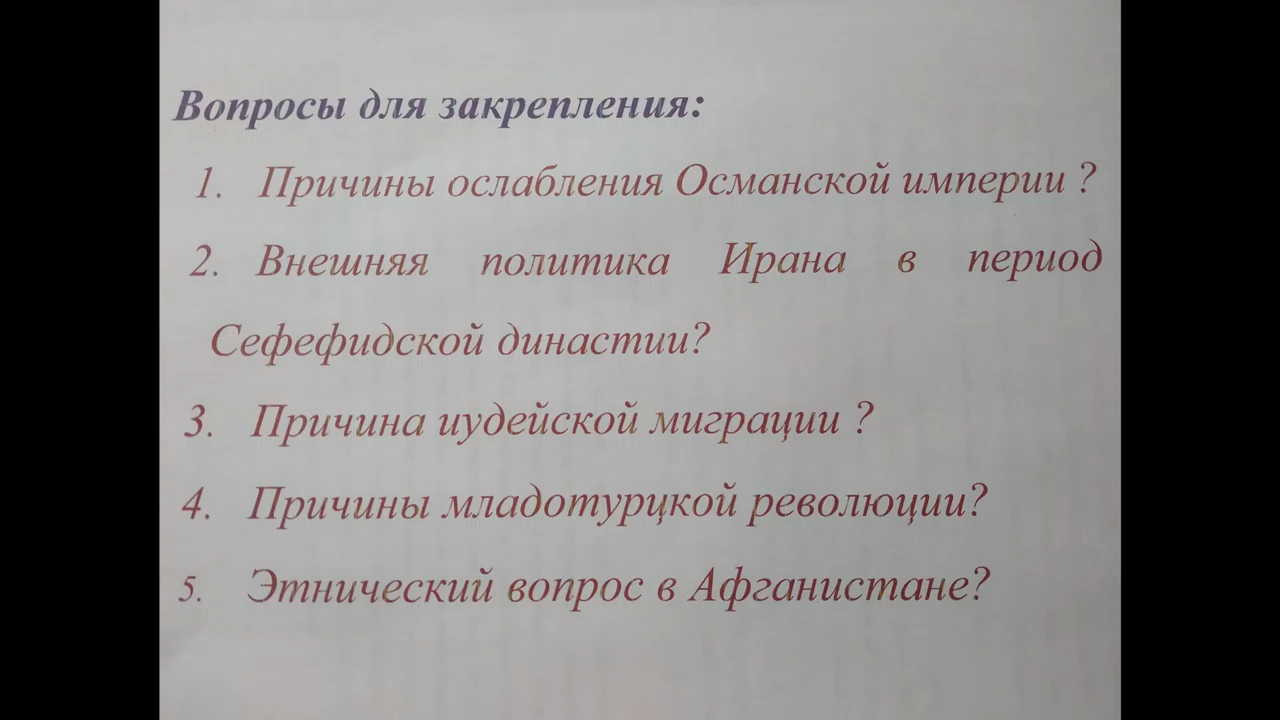 Вопросы для закрепления:
1. Причины ослабления Османской империи ?
2. Внешняя политика Ирана в период
Сефефидской династии?
3. Причина иудейской миграции ?
4. Причины младотурцкой революции?
5. Этнический вопрос в Афганистане?